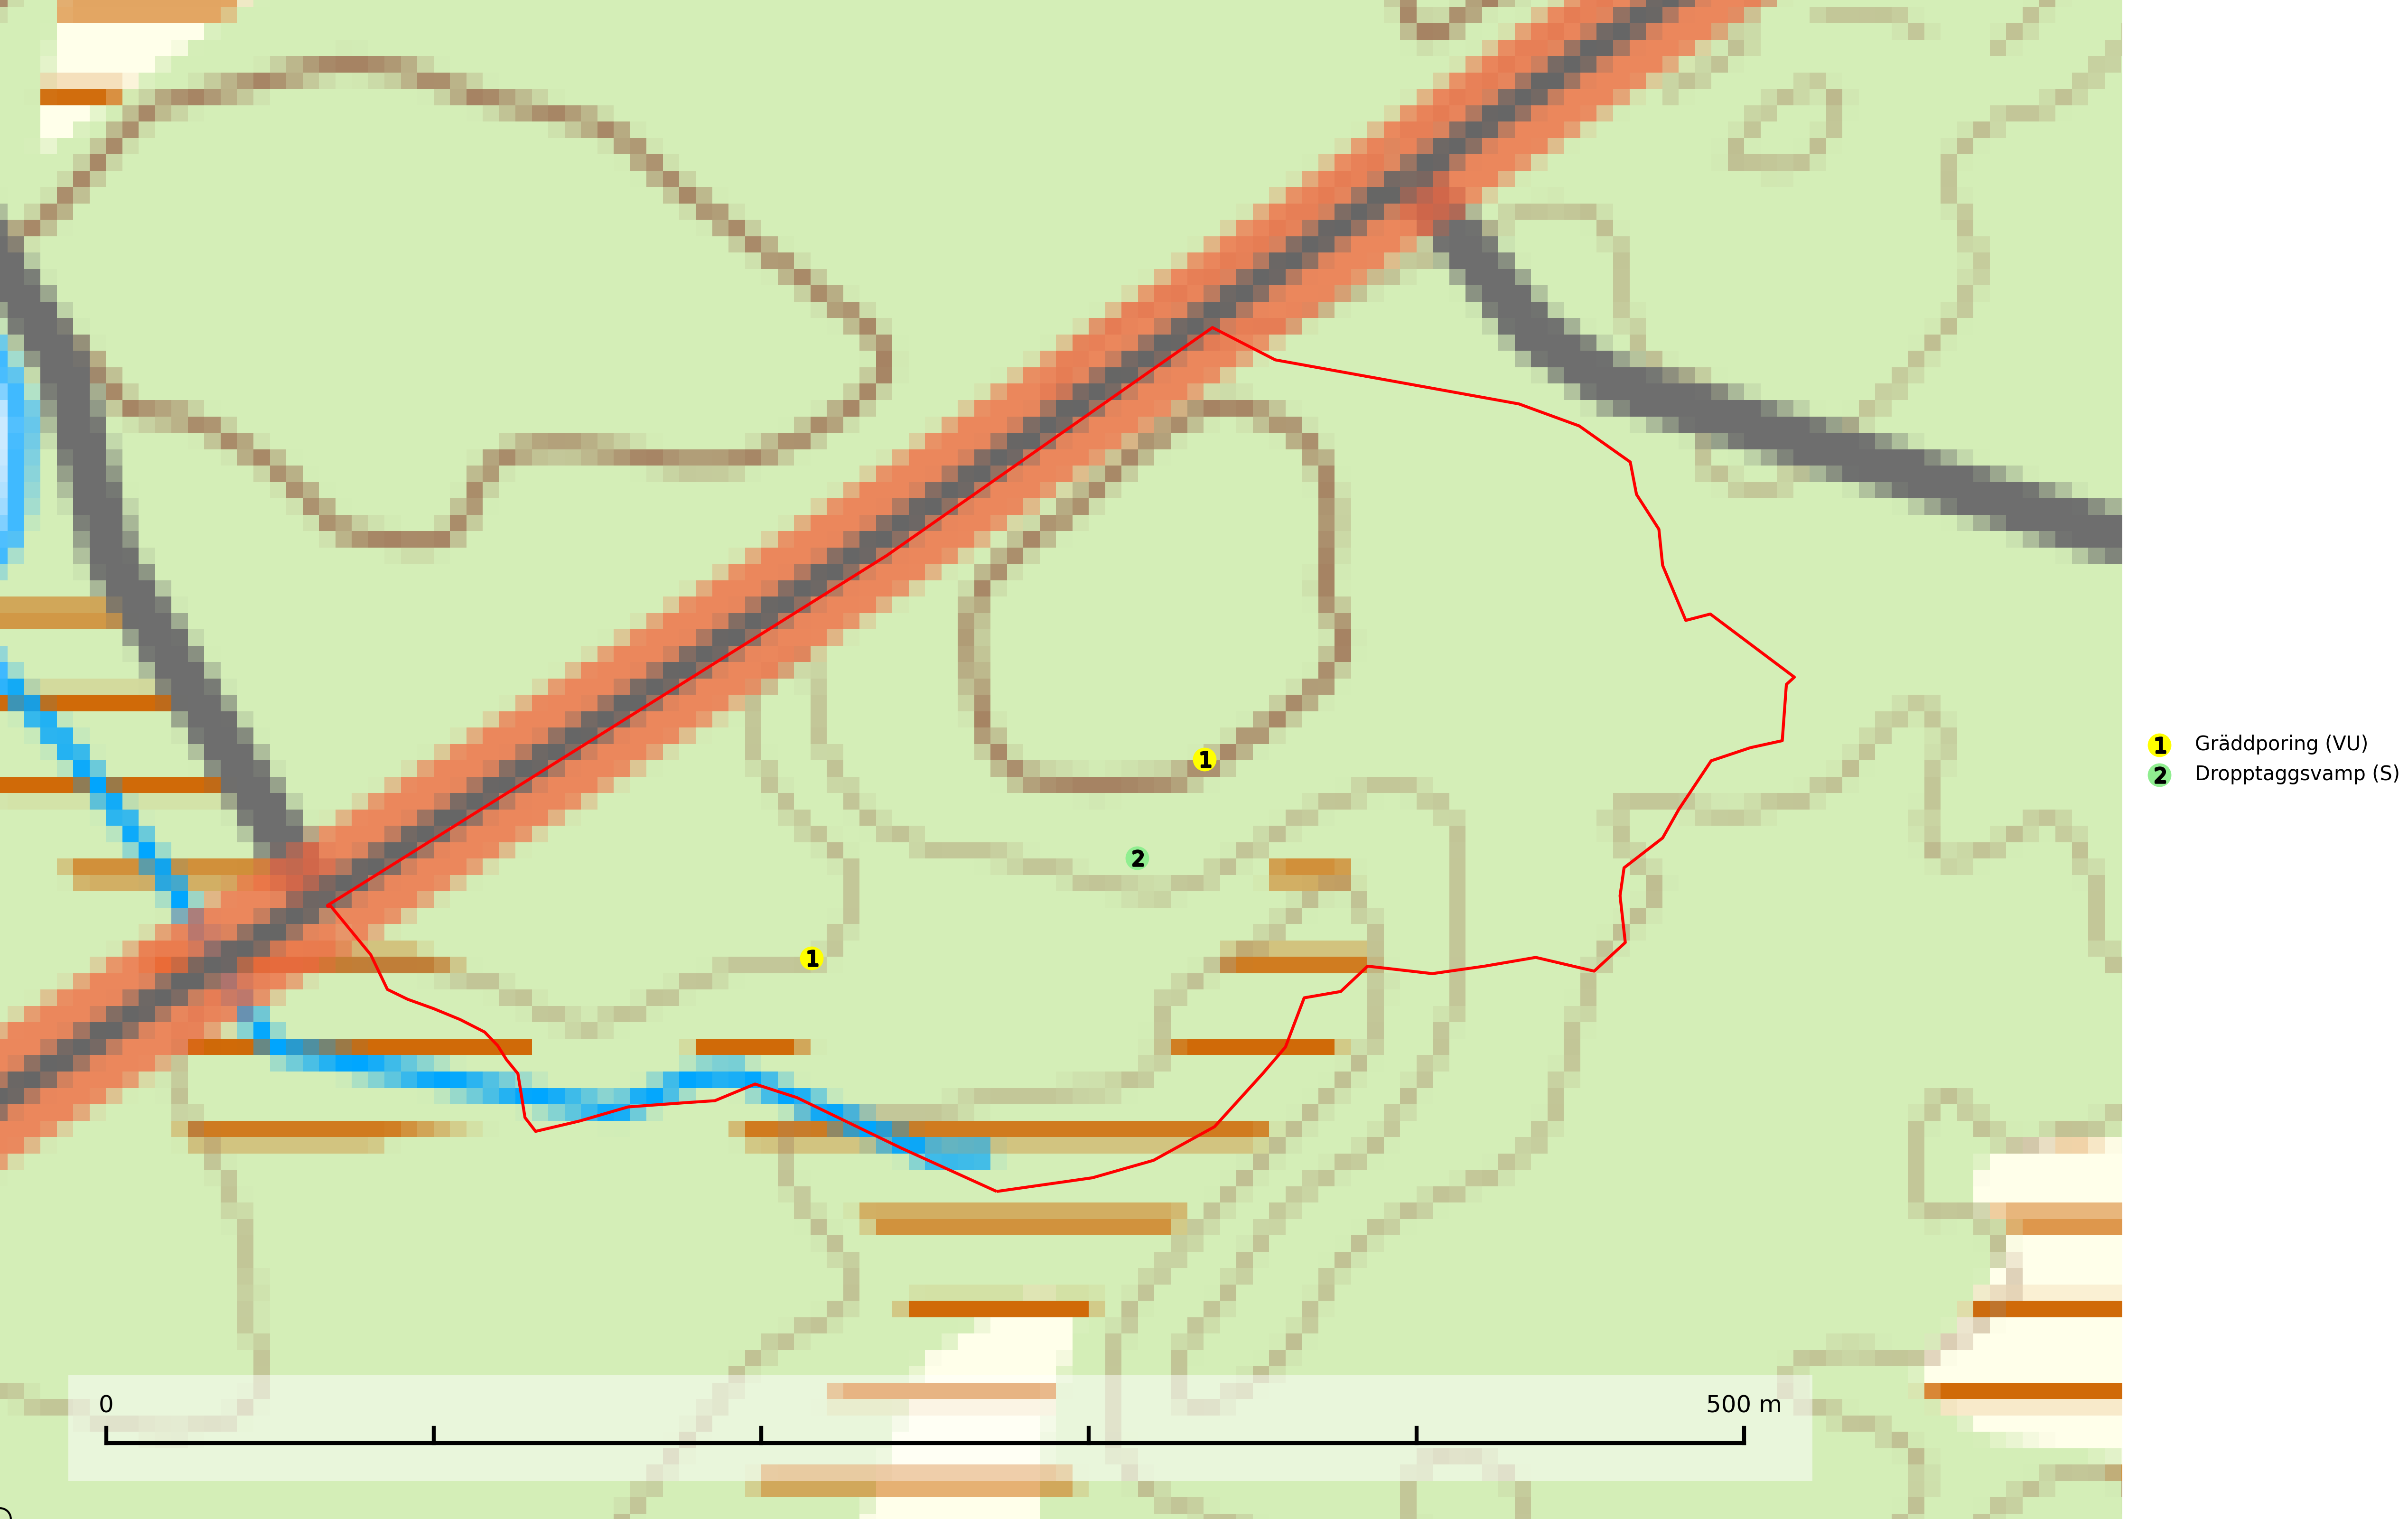 1 Gräddporing (VU)
2 Dropptaggsvamp (S)
1
2
1
0 500 m